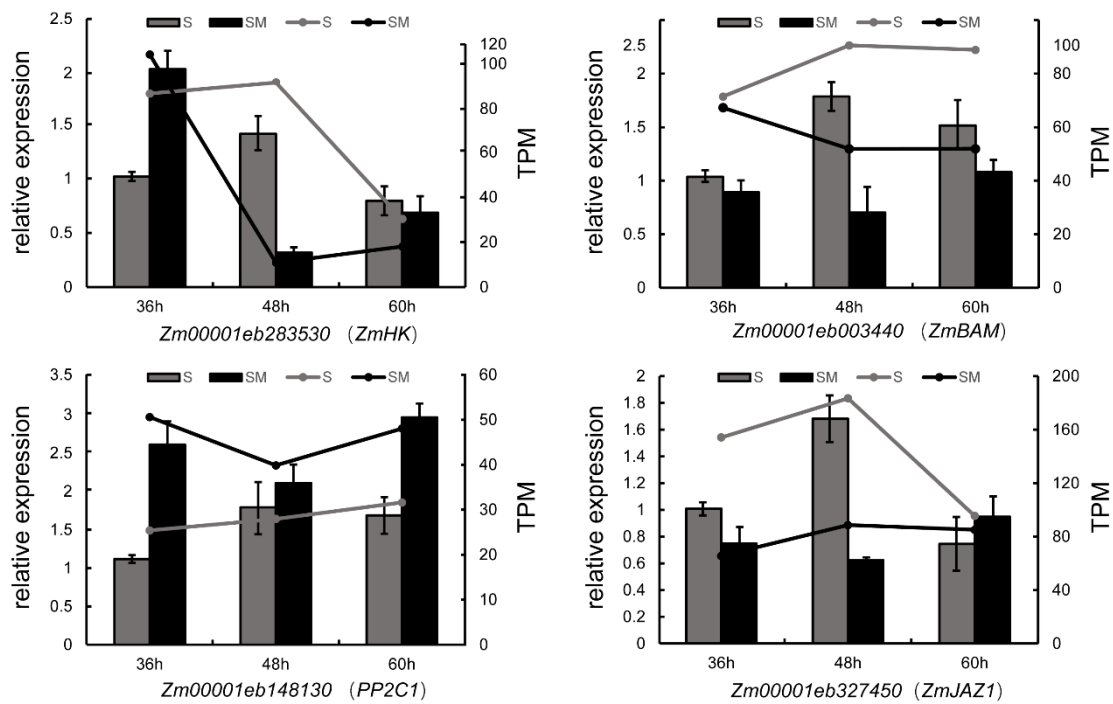 S SM S SM
relative expression
2.5
2
1.5
1
0.5
0
120
100
80
60
40
20
0
TPM
36h 48h 60h
Zm00001eb283530 (ZmHK)
S SM S SM
relative expression
2.5
2
1.5
1
0.5
0
100
80
60
40
20
0
TPM
36h 48h 60h
Zm00001eb003440 (ZmBAM)
S SM S SM
relative expression
3.5
3
2.5
2
1.5
1
0.5
0
60
50
40
30
20
10
0
TPM
36h 48h 60h
Zm00001eb148130 (PP2C1)
S SM S SM
relative expression
2
1.8
1.6
1.4
1.2
1
0.8
0.6
0.4
0.2
0
200
160
120
80
40
0
TPM
36h 48h 60h
Zm00001eb327450 (ZmJAZ1)